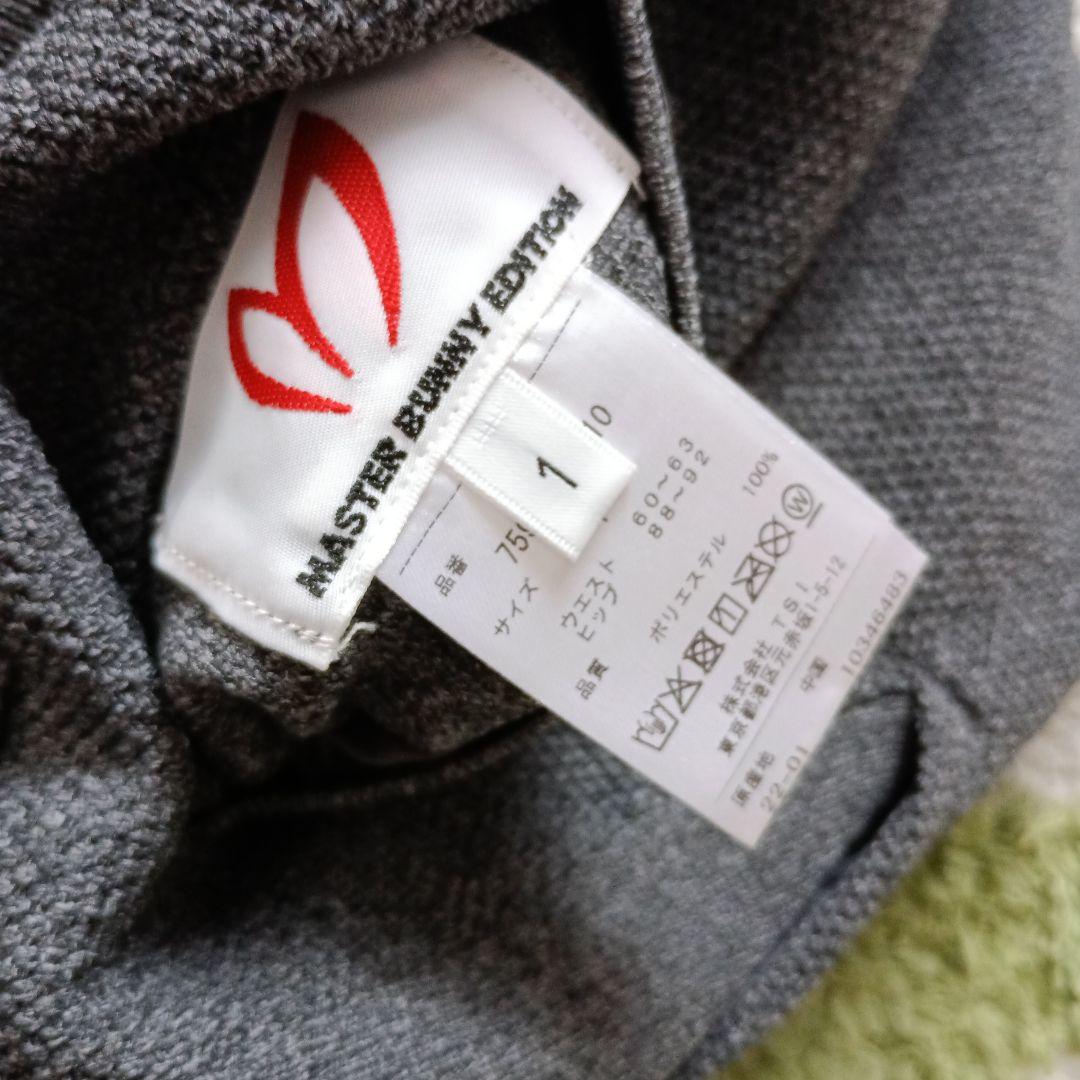 MASTER BUNNY EDITION
1
品番 10
サイズ
ウエスト 60~63
ヒップ 88~92
品質 ポリエステル 100%
株式会社 TSI
東京都港区元赤坂1-5-12
原産地 中国
22-01 10346483